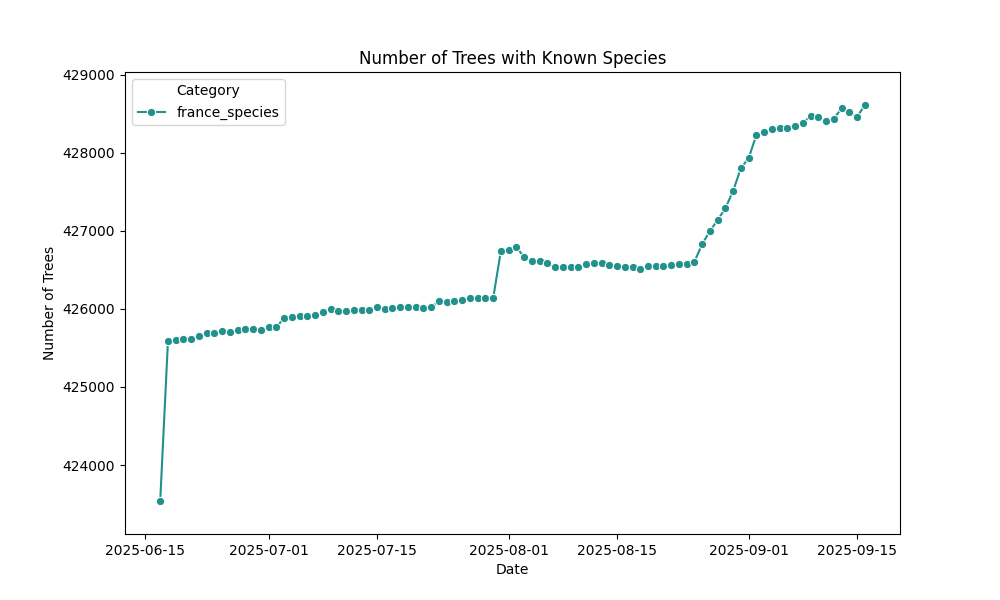 Number of Trees with Known Species
Category
france_species
429000
428000
427000
426000
425000
424000
Number of Trees
2025-06-15
2025-07-01
2025-07-15
2025-08-01
2025-08-15
2025-09-01
2025-09-15
Date